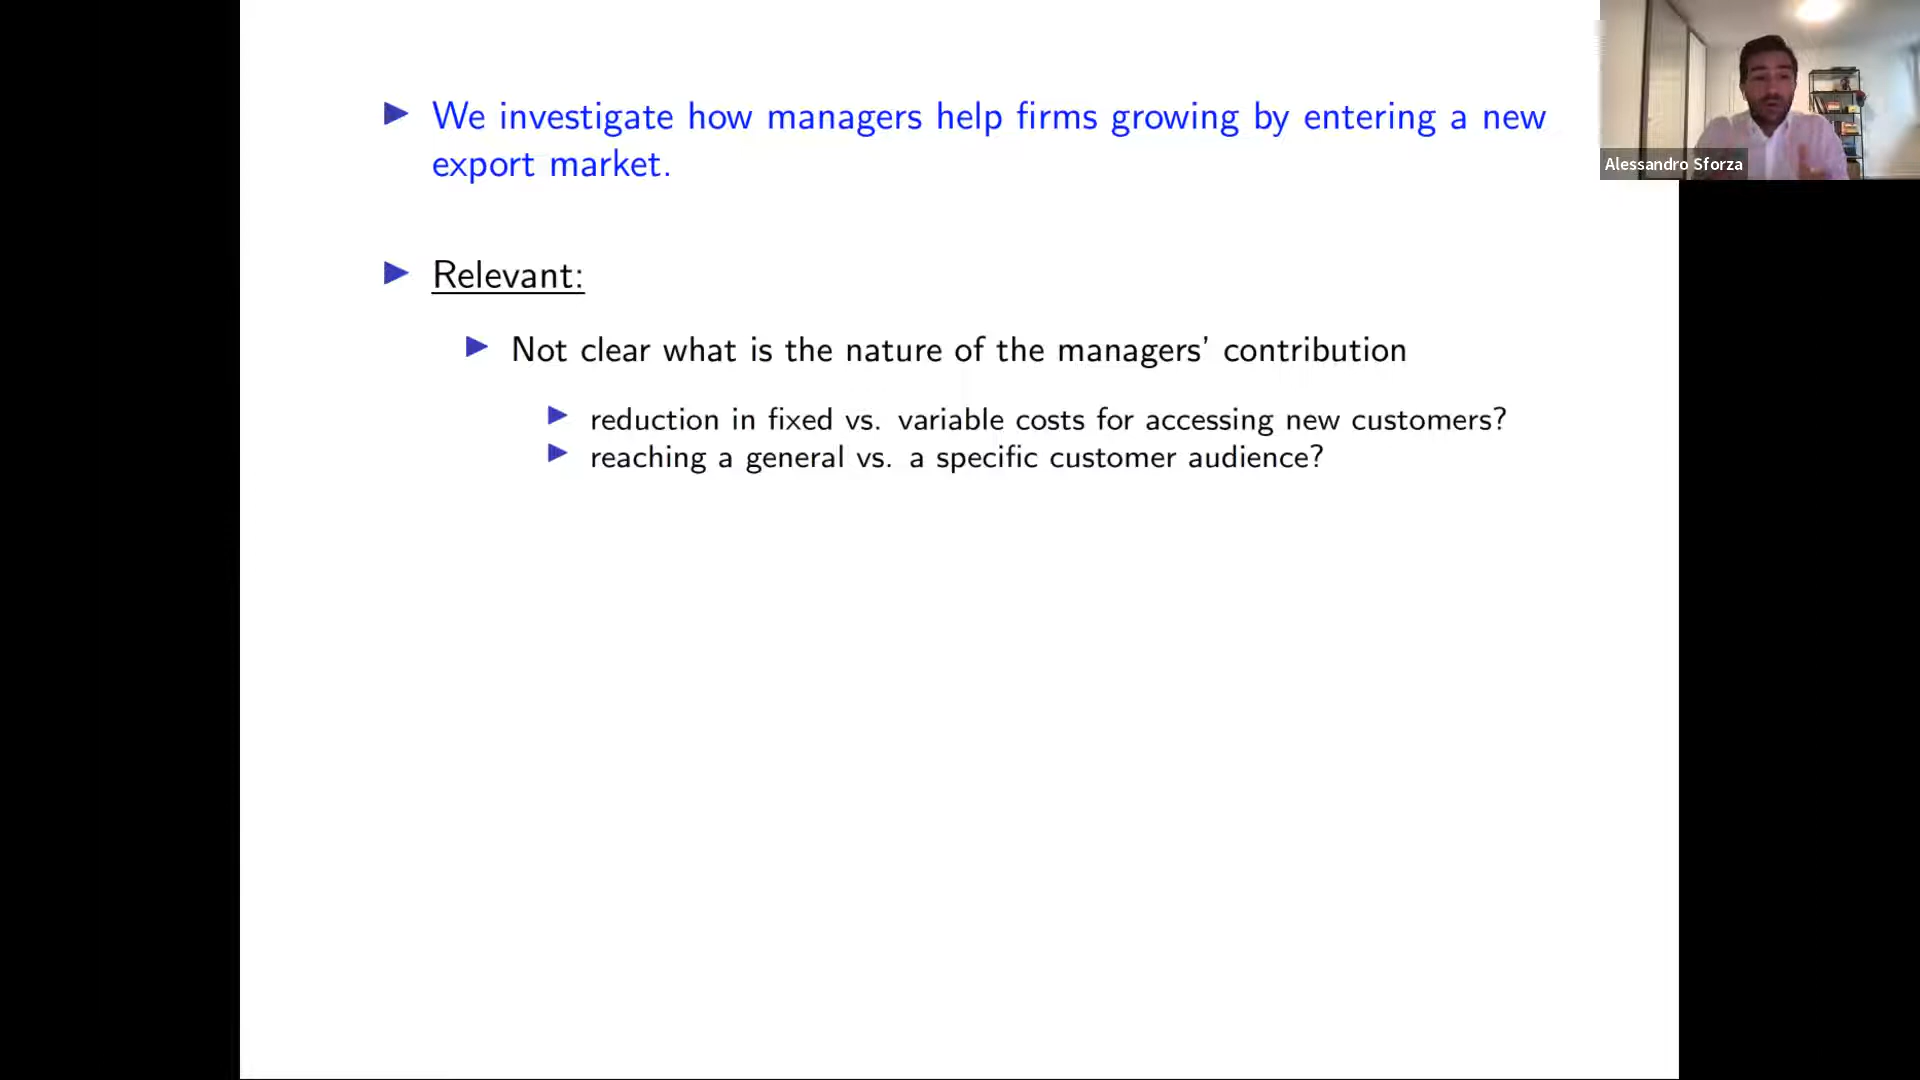 We investigate how managers help firms growing by entering a new
export market.
Alessandro Sforza
Relevant:
Not clear what is the nature of the managers' contribution
reduction in fixed vs. variable costs for accessing new customers?
reaching a general vs. a specific customer audience?